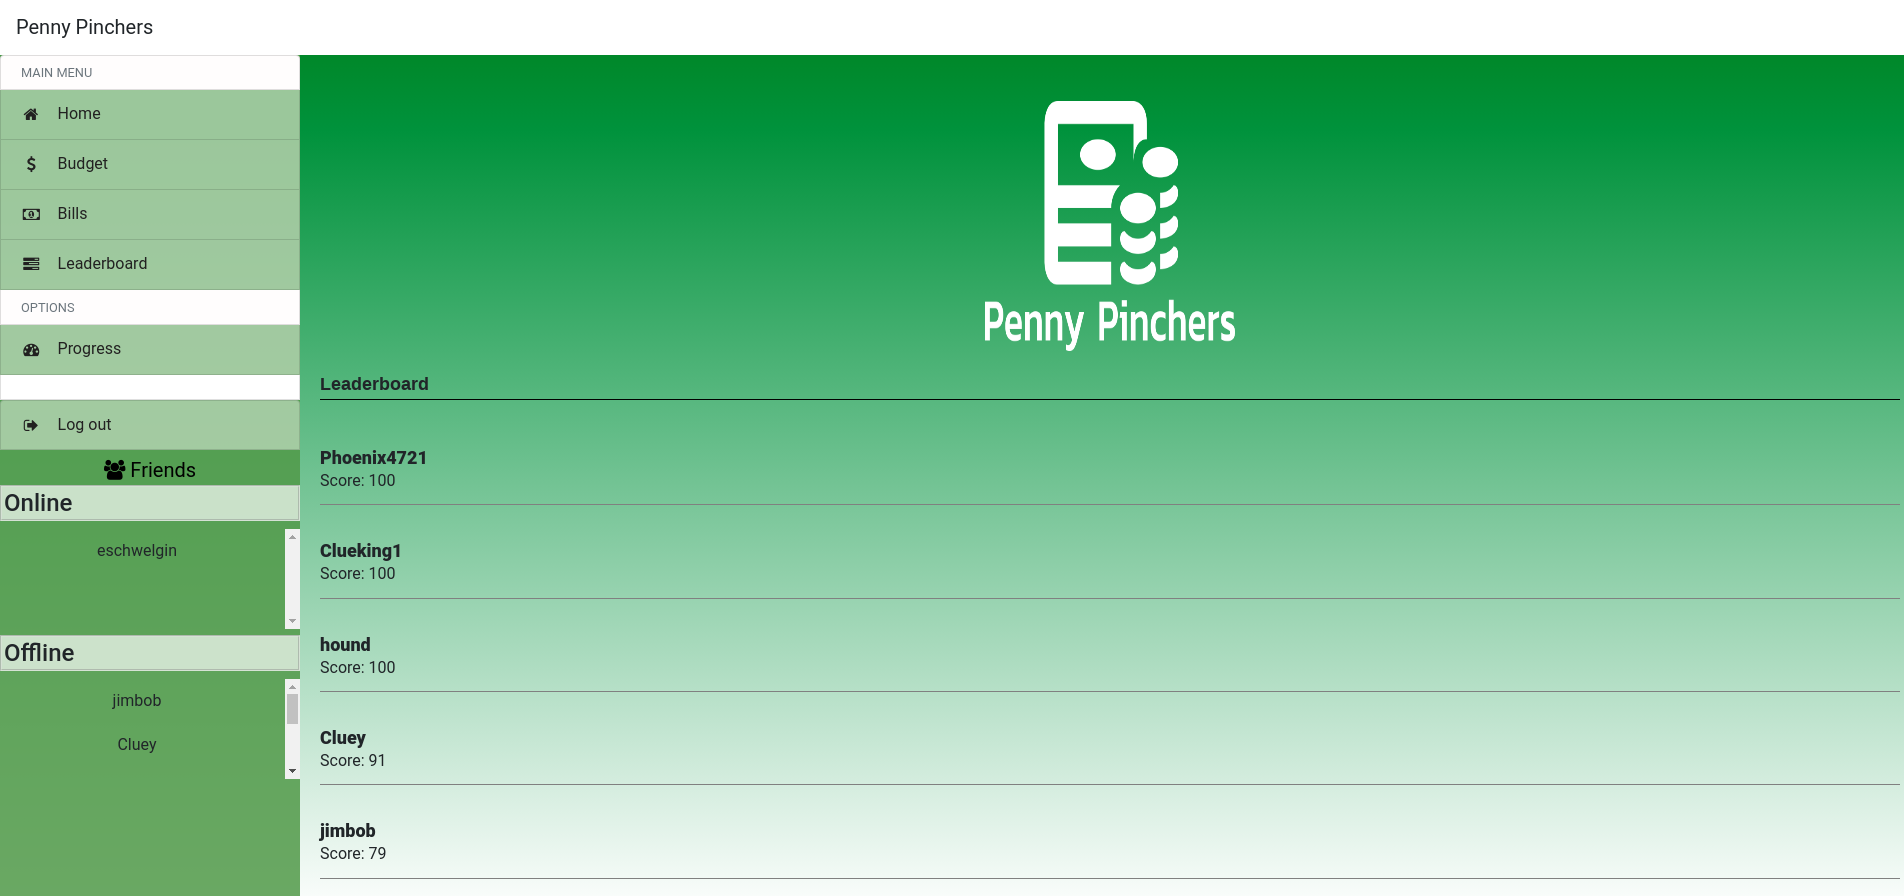 Penny Pinchers
MAIN MENU
Home
Budget
Bills
Leaderboard
OPTIONS
Progress
Log out
Friends
Online
eschwelgin
Offline
jimbob
Cluey
Penny Pinchers
Leaderboard
Phoenix4721
Score: 100
Clueking1
Score: 100
hound
Score: 100
Cluey
Score: 91
jimbob
Score: 79